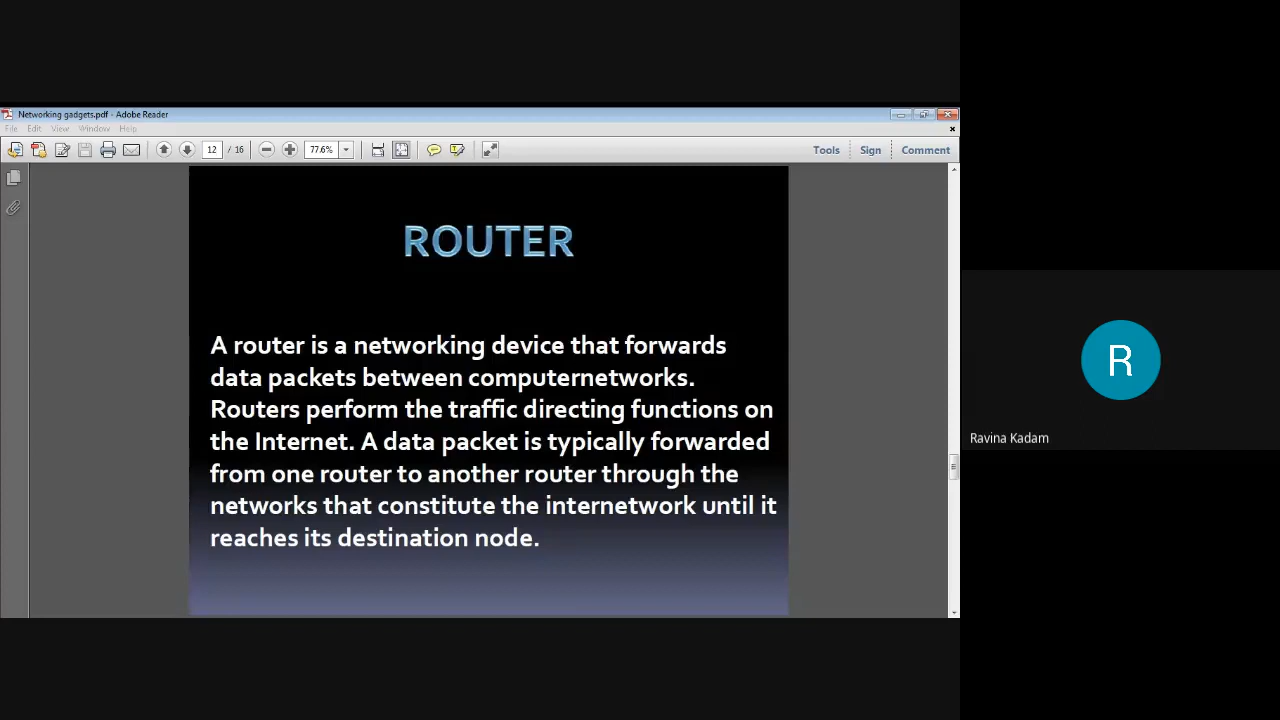 Networking gadgets.pdf - Adobe Reader
File Edit View Window Help
12 / 16 77.6% Tools Sign Comment
ROUTER
A router is a networking device that forwards
data packets between computernetworks.
Routers perform the traffic directing functions on
the Internet. A data packet is typically forwarded
from one router to another router through the
networks that constitute the internetwork until it
reaches its destination node.
R
Ravina Kadam